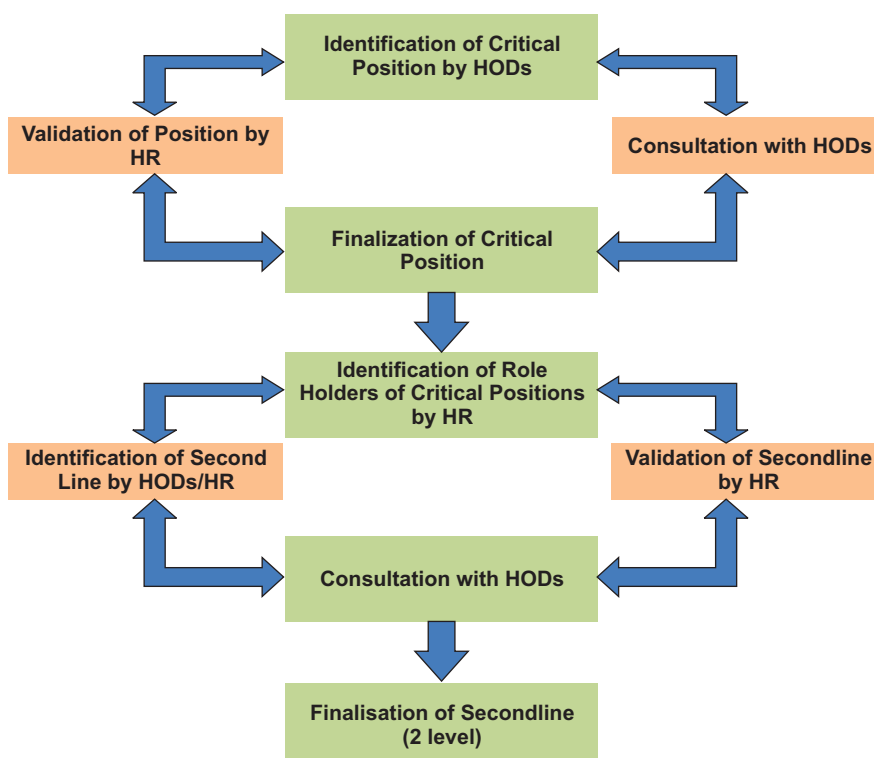 Identification of Critical
Position by HODs
Validation of Position by
HR
Consultation with HODs
Finalization of Critical
Position
Identification of Role
Holders of Critical Positions
by HR
Identification of Second
Line by HODs/HR
Validation of Secondline
by HR
Consultation with HODs
Finalisation of Secondline
(2 level)